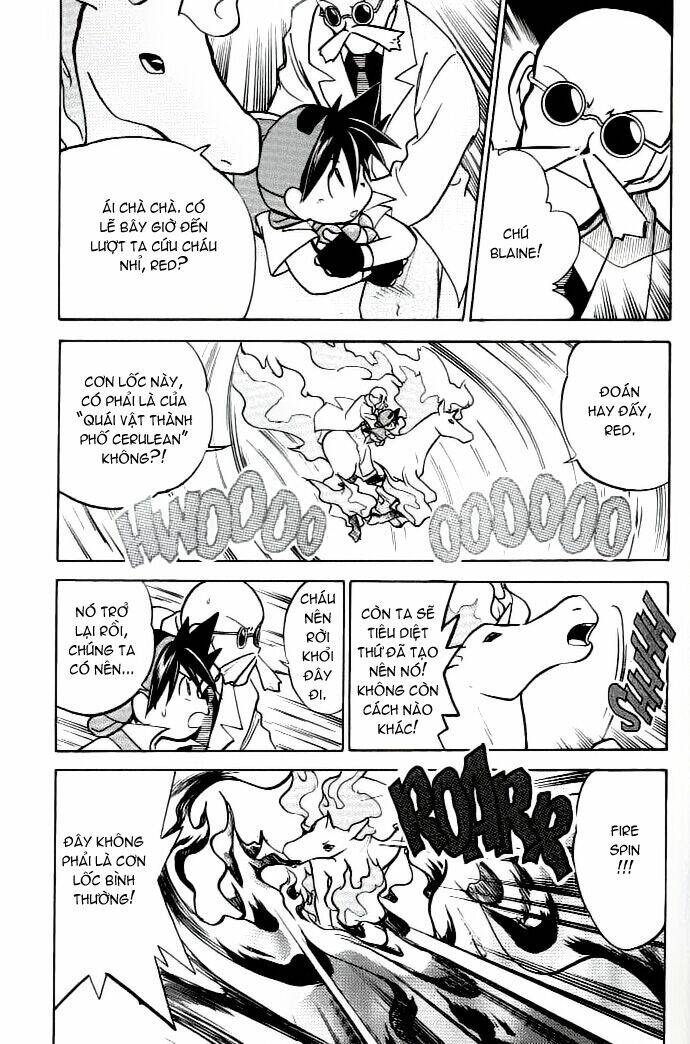 CHÚ
BLAINE!
ÁI CHÀ CHÀ. CÓ
LẼ BÂY GIỜ ĐẾN
LƯỢT TA CỨU CHÁU
NHỈ, RED?
ĐOÁN
HAY ĐẤY,
RED.
CƠN LỐC NÀY,
CÓ PHẢI LÀ CỦA
“QUÁI VẬT THÀNH
PHỐ CERULEAN”
KHÔNG?!
HWOOOO
OOOOOOO
SHHH
CÒN TA SẼ
TIÊU DIỆT
THỨ ĐÃ TẠO
NÊN NÓ!
KHÔNG CÒN
CÁCH NÀO
KHÁC!
CHÁU
NÊN
RỜI
KHỎI
ĐÂY
ĐI.
NÓ TRỞ
LẠI RỒI,
CHÚNG TA
CÓ NÊN...
ROARR
FIRE
SPIN
!!!
ĐÂY KHÔNG
PHẢI LÀ CƠN
LỐC BÌNH
THƯỜNG!